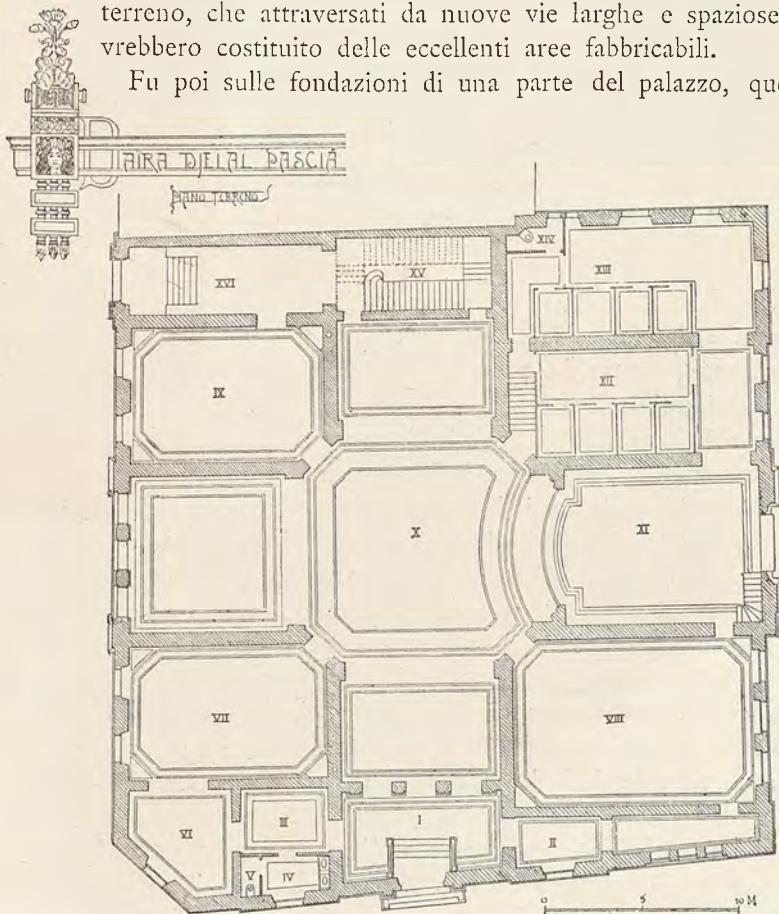 terreno, che attraversati da nuove vie larghe e spaziose
vrebbero costituito delle eccellenti aree fabbricabili.
Fu poi sulle fondazioni di una parte del palazzo, que
AIRA DJELAL PASCIÀ
PIANO TERRENO
XIV
XVI
XV
XIII
IX
XII
X
XI
VII
VIII
VI
III
I
II
V
IV
0 5 10 M